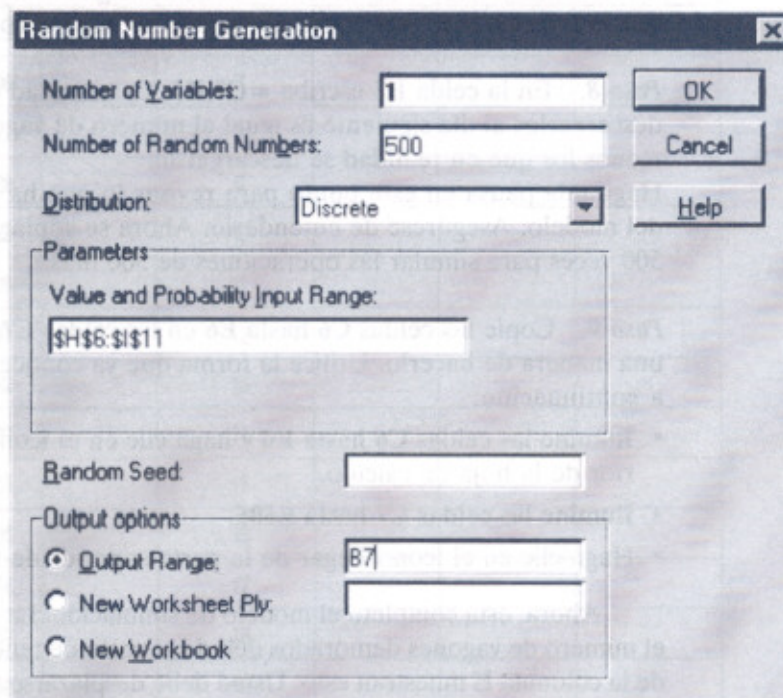 Random Number Generation
Number of Variables: 1
OK
Number of Random Numbers: 500
Cancel
Distribution: Discrete
Help
Parameters
Value and Probability Input Range:
$H$6:$I$11
Random Seed:
Output options
Output Range: B7
New Worksheet Ply:
New Workbook